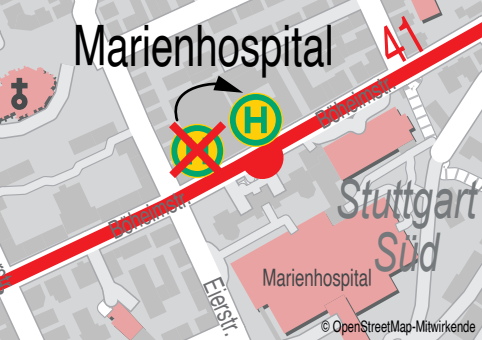 Marienhospital
41
H
Böheimstr.
Böheimstr.
Stuttgart
Süd
Marienhospital
Eierstr.
© OpenStreetMap-Mitwirkende